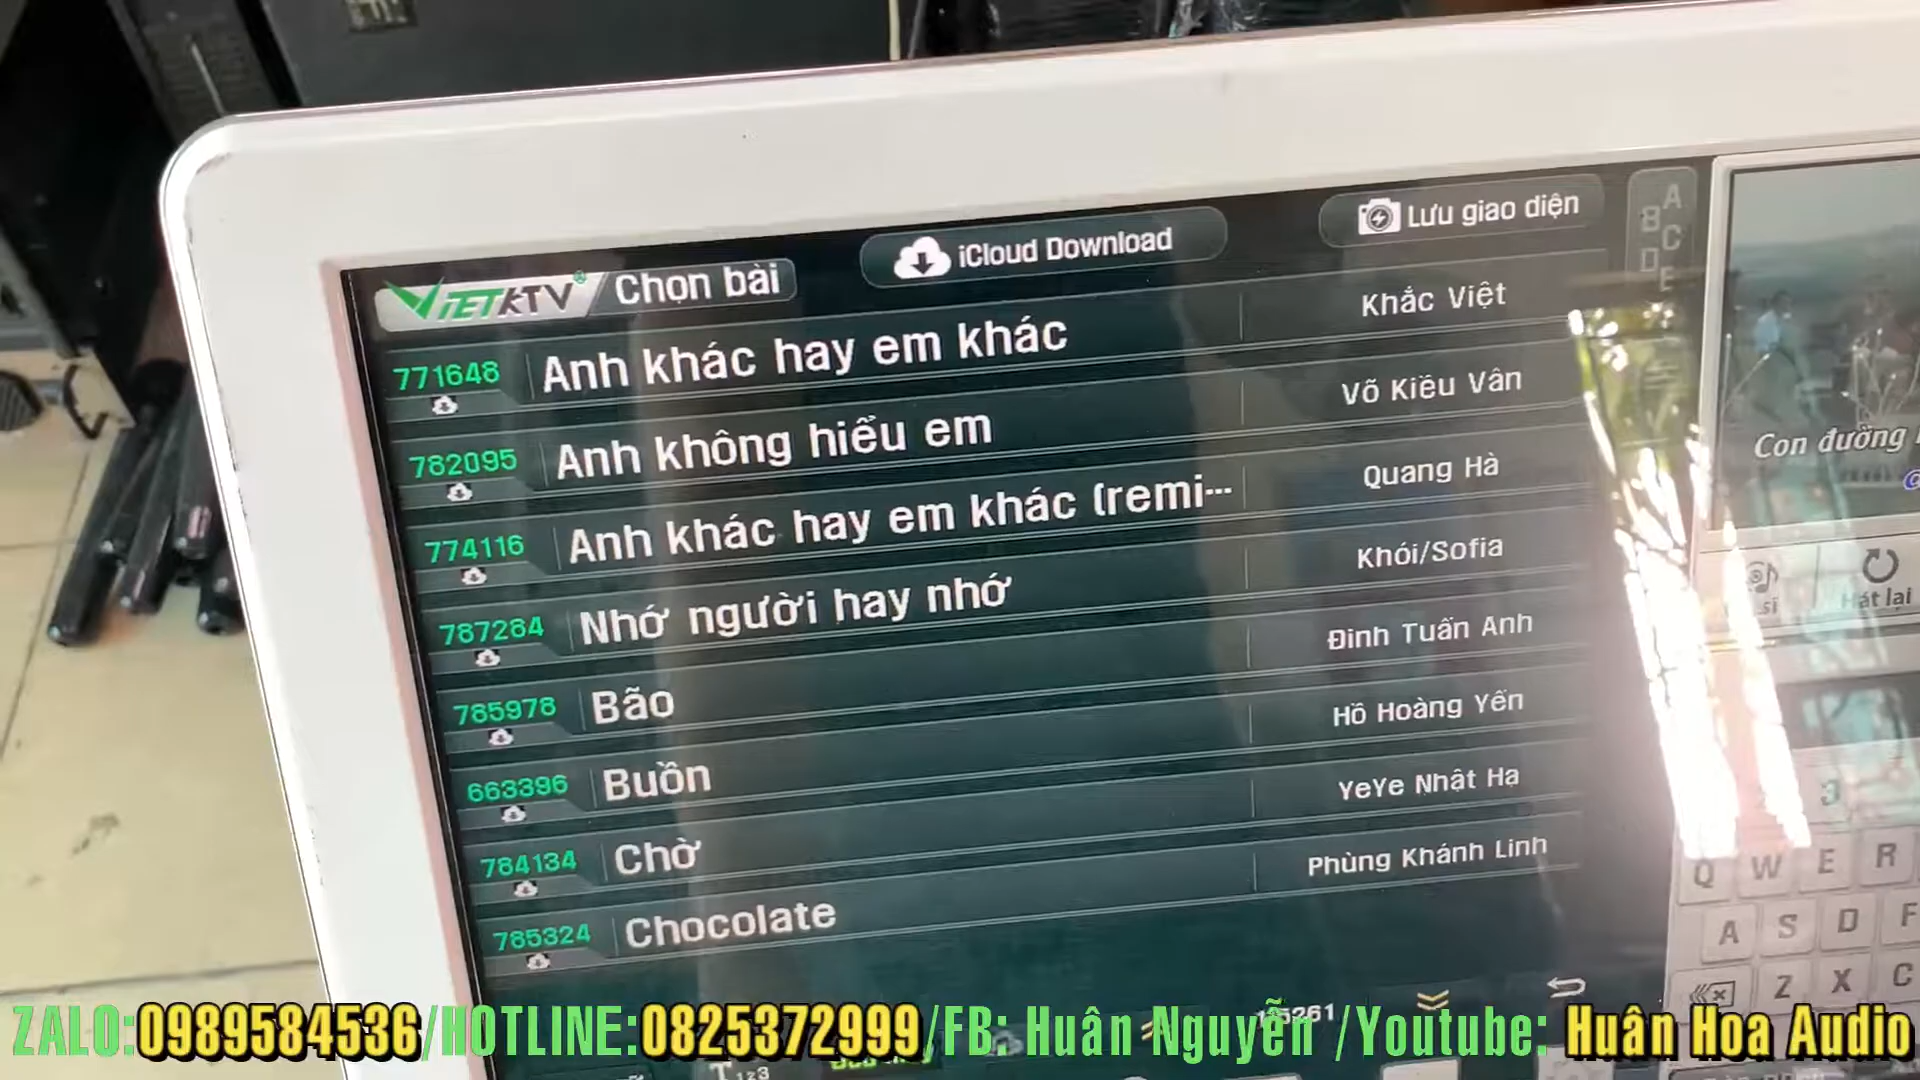 VIETKTV® Chọn bài
iCloud Download
Lưu giao diện
A
B
C
D
E
771648 Anh khác hay em khác Khắc Việt
782095 Anh không hiểu em Võ Kiều Vân
774116 Anh khác hay em khác (remi... Quang Hà
787284 Nhớ người hay nhớ Khói/Sofia
785978 Bão Đinh Tuấn Anh
663396 Buồn Hồ Hoàng Yến
784134 Chờ YeYe Nhật Hạ
785324 Chocolate Phùng Khánh Linh
Con đường
Hát lại
Q W E R
A S D F
Z X C
ZALO:0989584536/HOTLINE:0825372999/FB: Huân Nguyễn /Youtube: Huân Hoa Audio
T123